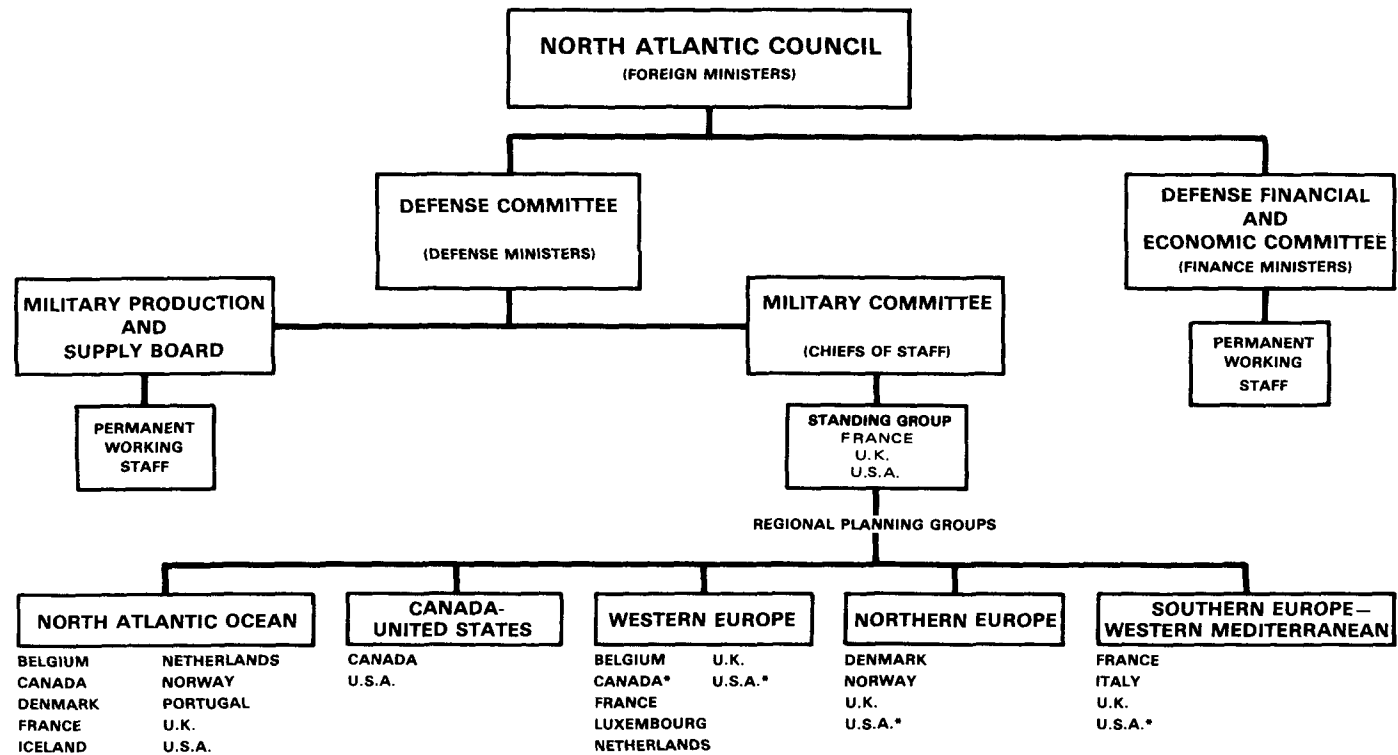 NORTH ATLANTIC COUNCIL
(FOREIGN MINISTERS)
DEFENSE COMMITTEE
(DEFENSE MINISTERS)
DEFENSE FINANCIAL
AND
ECONOMIC COMMITTEE
(FINANCE MINISTERS)
MILITARY PRODUCTION
AND
SUPPLY BOARD
MILITARY COMMITTEE
(CHIEFS OF STAFF)
PERMANENT
WORKING
STAFF
PERMANENT
WORKING
STAFF
STANDING GROUP
FRANCE
U.K.
U.S.A.
REGIONAL PLANNING GROUPS
NORTH ATLANTIC OCEAN
BELGIUM NETHERLANDS
CANADA NORWAY
DENMARK PORTUGAL
FRANCE U.K.
ICELAND U.S.A.
CANADA-
UNITED STATES
CANADA
U.S.A.
WESTERN EUROPE
BELGIUM U.K.
CANADA* U.S.A.*
FRANCE
LUXEMBOURG
NETHERLANDS
NORTHERN EUROPE
DENMARK
NORWAY
U.K.
U.S.A.*
SOUTHERN EUROPE—
WESTERN MEDITERRANEAN
FRANCE
ITALY
U.K.
U.S.A.*